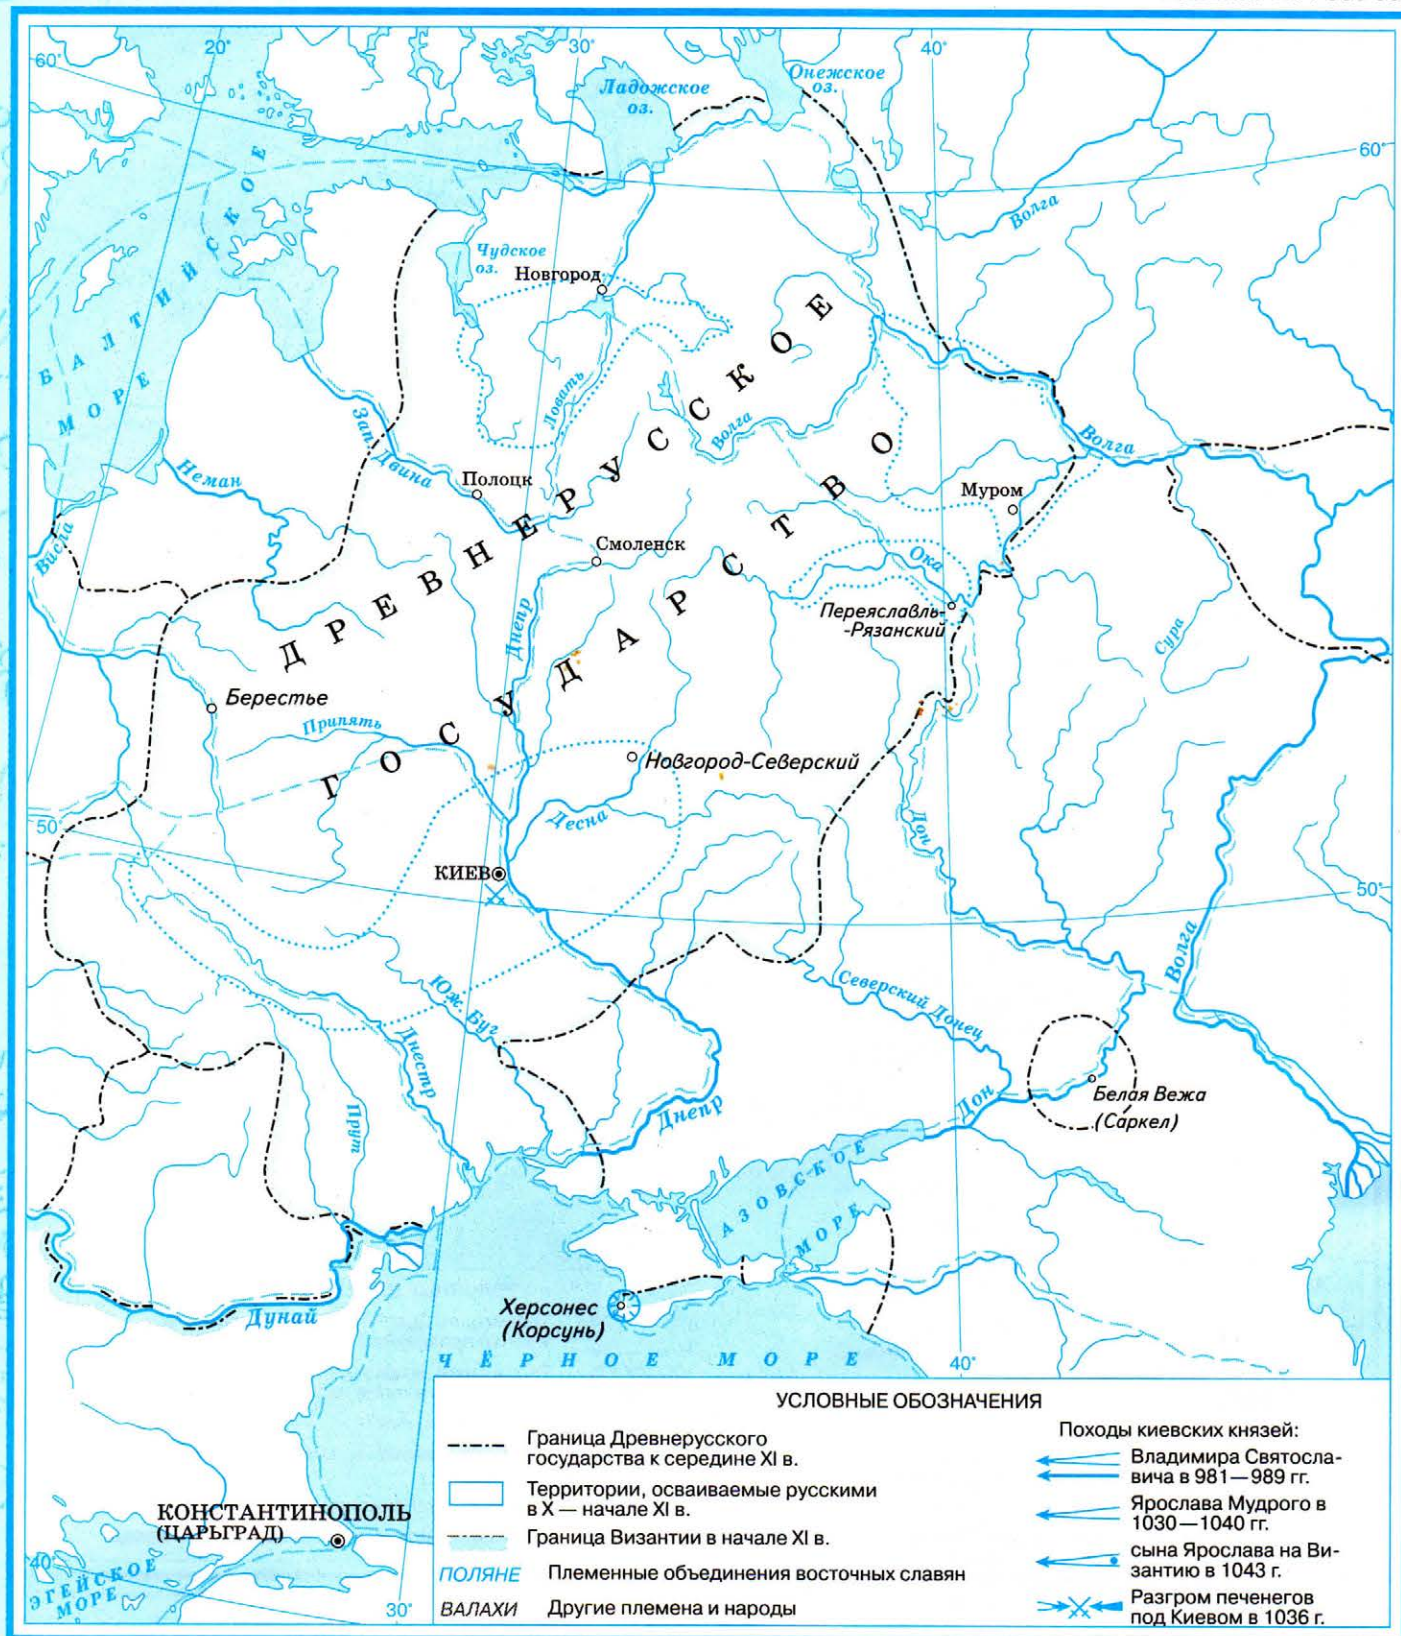 20°
30°
40°
60°
Ладожское
оз.
Онежское
оз.
60°
Волга
БАЛТИЙСКОЕ
МОРЕ
Чудское
оз.
Новгород
Ловать
Волга
Волга
Зап. Двина
Неман
Полоцк
Муром
Висла
Смоленск
Ока
Переяславль-
-Рязанский
Днепр
Сура
ДРЕВНЕРУССКОЕ
ГОСУДАРСТВО
Берестье
Припять
Новгород-Северский
Десна
Дон
50°
КИЕВ
50°
Волга
Северский Донец
Юж. Буг
Днестр
Прут
Днепр
Дон
Белая Вежа
(Саркел)
АЗОВСКОЕ
МОРЕ
Дунай
Херсонес
(Корсунь)
ЧЁРНОЕ МОРЕ
40°
КОНСТАНТИНОПОЛЬ
(ЦАРЬГРАД)
40°
ЭГЕЙСКОЕ
МОРЕ
30°
УСЛОВНЫЕ ОБОЗНАЧЕНИЯ
Граница Древнерусского
государства к середине XI в.
Территории, осваиваемые русскими
в X — начале XI в.
Граница Византии в начале XI в.
ПОЛЯНЕ Племенные объединения восточных славян
ВАЛАХИ Другие племена и народы
Походы киевских князей:
Владимира Святосла-
вича в 981—989 гг.
Ярослава Мудрого в
1030—1040 гг.
сына Ярослава на Ви-
зантию в 1043 г.
Разгром печенегов
под Киевом в 1036 г.